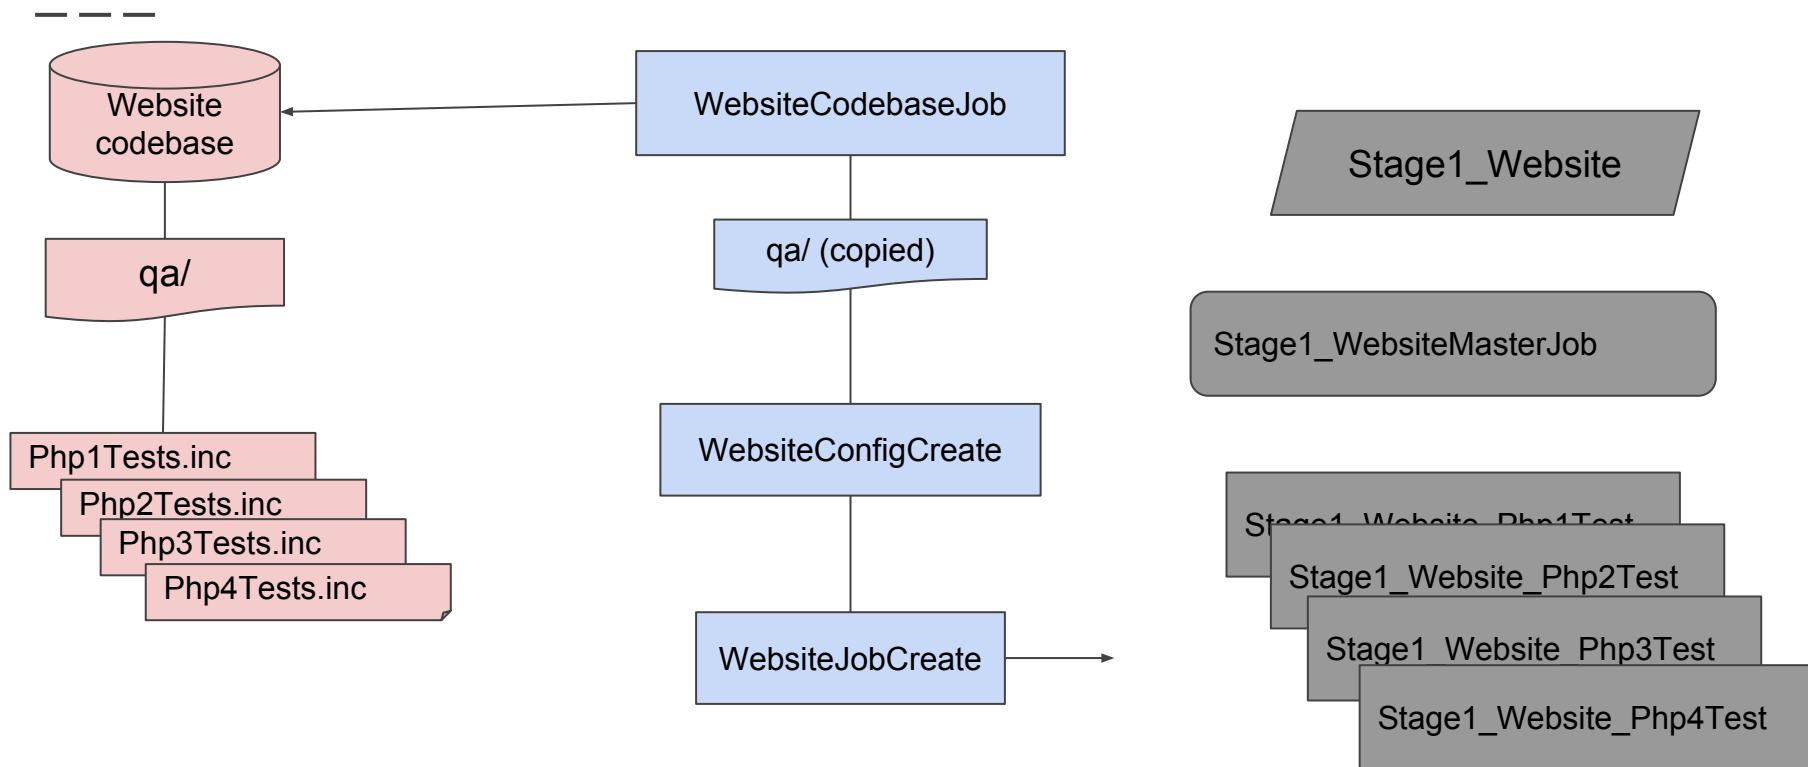 Website
codebase
qa/
Php1Tests.inc
Php2Tests.inc
Php3Tests.inc
Php4Tests.inc
WebsiteCodebaseJob
qa/ (copied)
WebsiteConfigCreate
WebsiteJobCreate
Stage1_Website
Stage1_WebsiteMasterJob
Stage1_Website_Php1Test
Stage1_Website_Php2Test
Stage1_Website_Php3Test
Stage1_Website_Php4Test